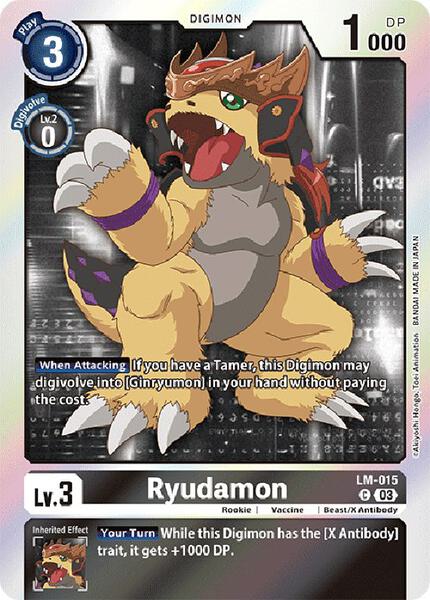 DIGIMON
Play
3
1000
DP
Digivolve
Lv.2
0
When Attacking If you have a Tamer, this Digimon may
digivolve into [Ginryumon] in your hand without paying
the cost.
©Akiyoshi Hongo, Toei Animation BANDAI MADE IN JAPAN
Lv.3
Ryudamon
LM-015
C 03
Rookie | Vaccine | Beast/X Antibody
Inherited Effect
Your Turn While this Digimon has the [X Antibody]
trait, it gets +1000 DP.